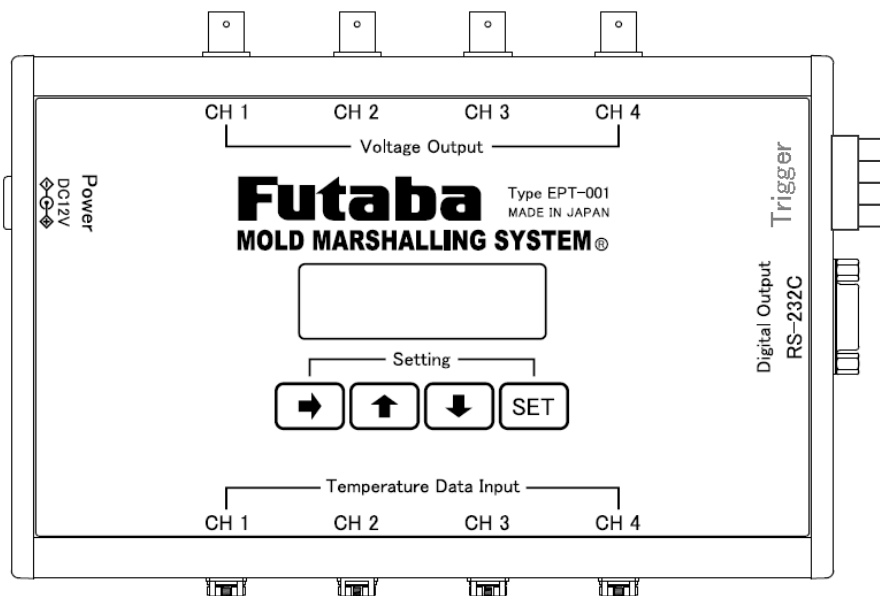 CH 1 CH 2 CH 3 CH 4
Voltage Output
Power
DC12V
Futaba
Type EPT-001
MADE IN JAPAN
MOLD MARSHALLING SYSTEM®
Trigger
Digital Output
RS-232C
Setting
SET
Temperature Data Input
CH 1 CH 2 CH 3 CH 4